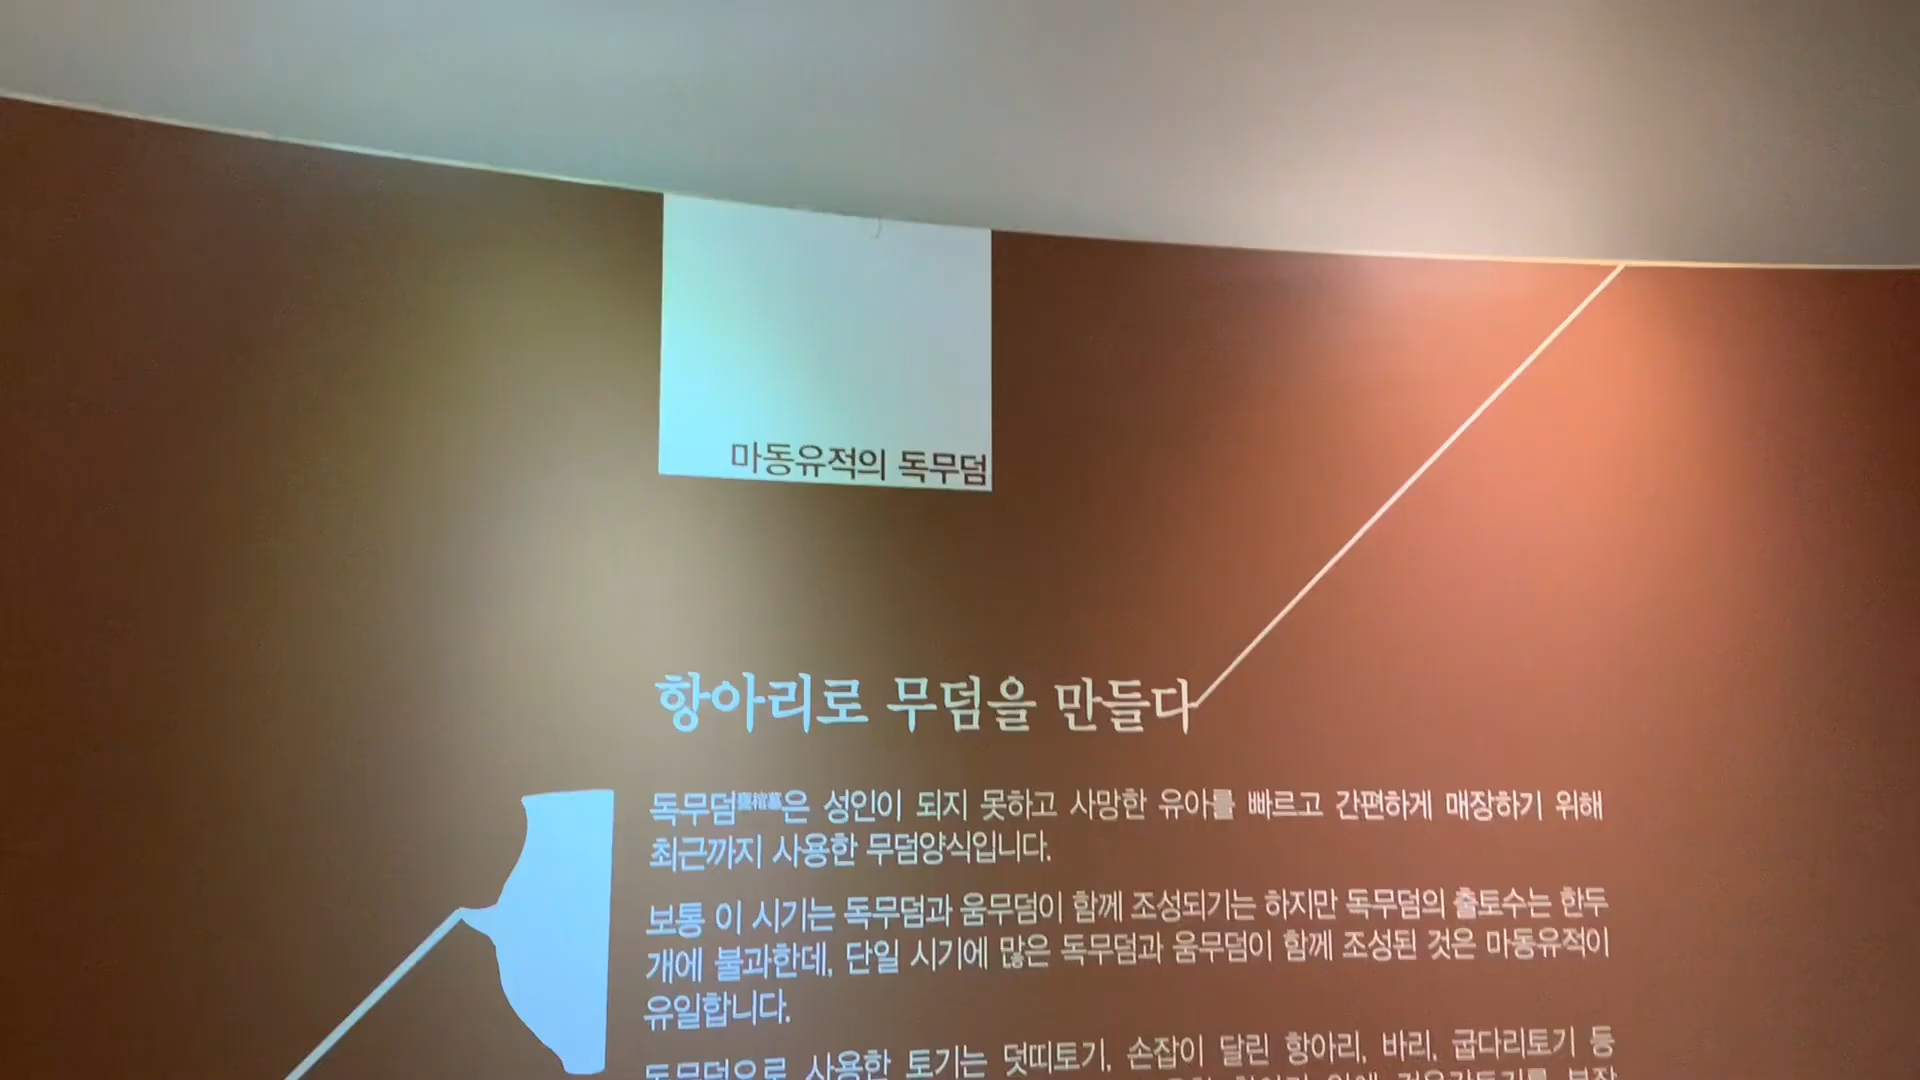 마동유적의 독무덤
항아리로 무덤을 만들다
독무덤甕棺墓은 성인이 되지 못하고 사망한 유아를 빠르고 간편하게 매장하기 위해
최근까지 사용한 무덤양식입니다.
보통 이 시기는 독무덤과 움무덤이 함께 조성되기는 하지만 독무덤의 출토수는 한두
개에 불과한데, 단일 시기에 많은 독무덤과 움무덤이 함께 조성된 것은 마동유적이
유일합니다.
독무덤으로 사용한 토기는 덧띠토기, 손잡이 달린 항아리, 바리, 굽다리토기 등